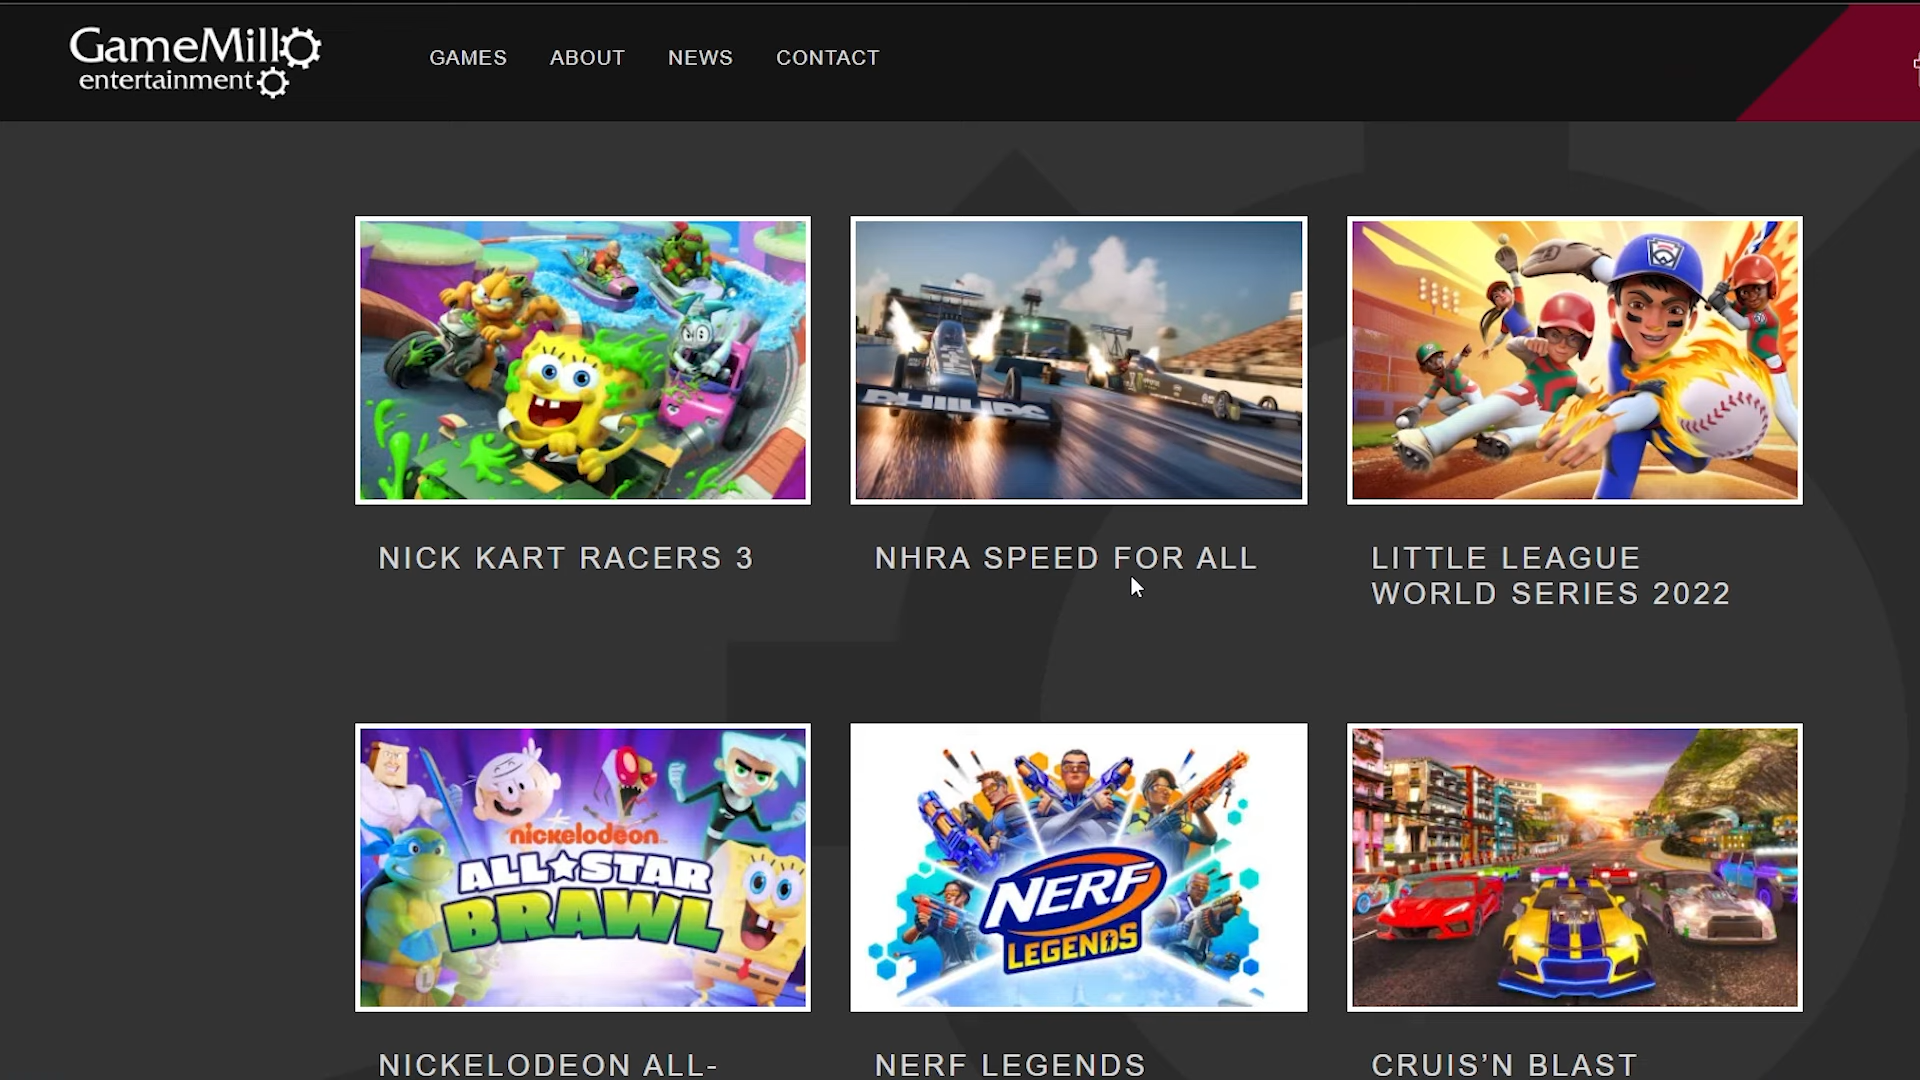 GameMill
entertainment
GAMES ABOUT NEWS CONTACT
PHILLIPS
NICK KART RACERS 3
NHRA SPEED FOR ALL
LITTLE LEAGUE
WORLD SERIES 2022
nickelodeon
ALL★STAR
BRAWL
NERF
LEGENDS
NICKELODEON ALL-
NERF LEGENDS
CRUIS’N BLAST